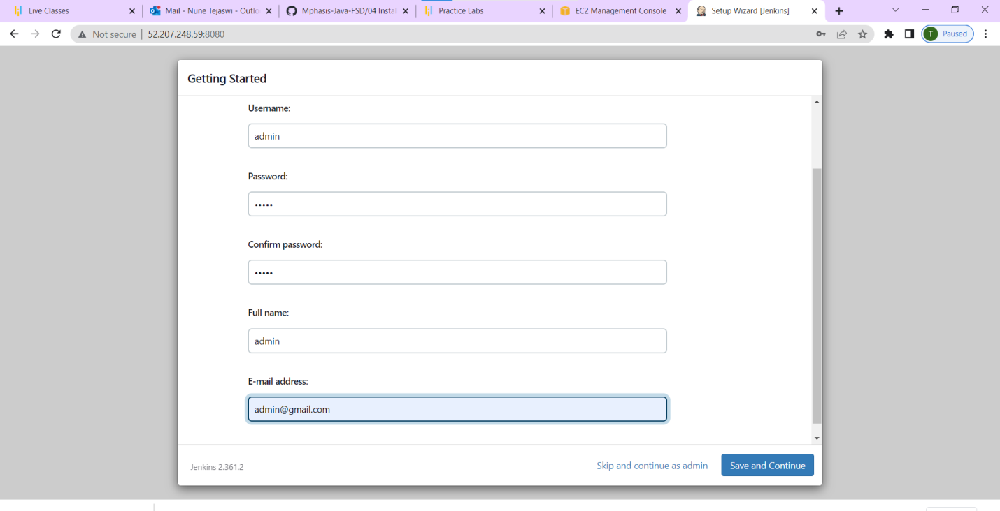 Live Classes
Mail - Nune Tejaswi - Outlo
Mphasis-Java-FSD/04 Instal
Practice Labs
EC2 Management Console
Setup Wizard [Jenkins]
Not secure | 52.207.248.59:8080
T Paused
Getting Started
Username:
admin
Password:
•••••
Confirm password:
•••••
Full name:
admin
E-mail address:
admin@gmail.com
Jenkins 2.361.2
Skip and continue as admin
Save and Continue